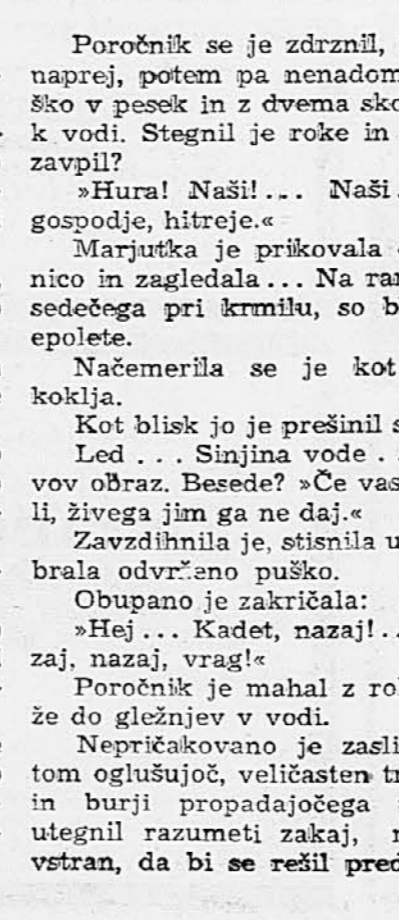 Poročnik se je zdrznil,
naprej, potem pa nenadom
ško v pesek in z dvema sko
k vodi. Stegnil je roke in
zavpil?
»Hura! Naši!... Naši.
gospodje, hitreje.«
Marjutka je prikovala
nico in zagledala... Na ra
sedečega pri krmilu, so b
epolete.
Načemerila se je kot
koklja.
Kot blisk jo je prešinil s
Led . . . Sinjina vode .
vov obraz. Besede? »Če vas
li, živega jim ga ne daj.«
Zavzdihnila je, stisnila u
brala odvrženo puško.
Obupano je zakričala:
»Hej... Kadet, nazaj!..
zaj, nazaj, vrag!«
Poročnik je mahal z ro
že do gležnjev v vodi.
Nepričakovano je zasli
tom oglušujoč, veličasten tr
in burji propadajočega
utegnil razumeti zakaj,
vstran, da bi se rešil pred